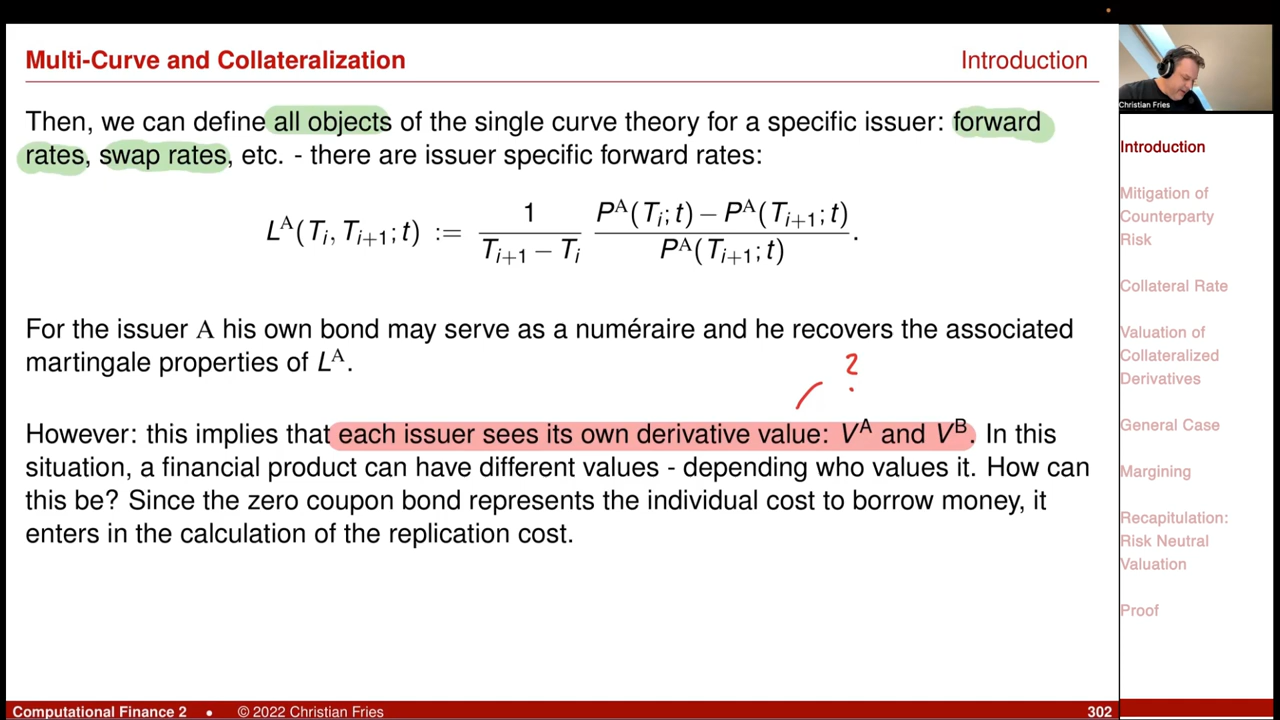 Multi-Curve and Collateralization
Introduction
Then, we can define all objects of the single curve theory for a specific issuer: forward
rates, swap rates, etc. - there are issuer specific forward rates:
L^A(T_i, T_{i+1}; t) := 1/(T_{i+1} − T_i) (P^A(T_i; t) − P^A(T_{i+1}; t))/P^A(T_{i+1}; t).
For the issuer A his own bond may serve as a numéraire and he recovers the associated
martingale properties of L^A.
?
However: this implies that each issuer sees its own derivative value: V^A and V^B. In this
situation, a financial product can have different values - depending who values it. How can
this be? Since the zero coupon bond represents the individual cost to borrow money, it
enters in the calculation of the replication cost.
Computational Finance 2 • © 2022 Christian Fries
302
Christian Fries
Introduction
Mitigation of
Counterparty
Risk
Collateral Rate
Valuation of
Collateralized
Derivatives
General Case
Margining
Recapitulation:
Risk Neutral
Valuation
Proof